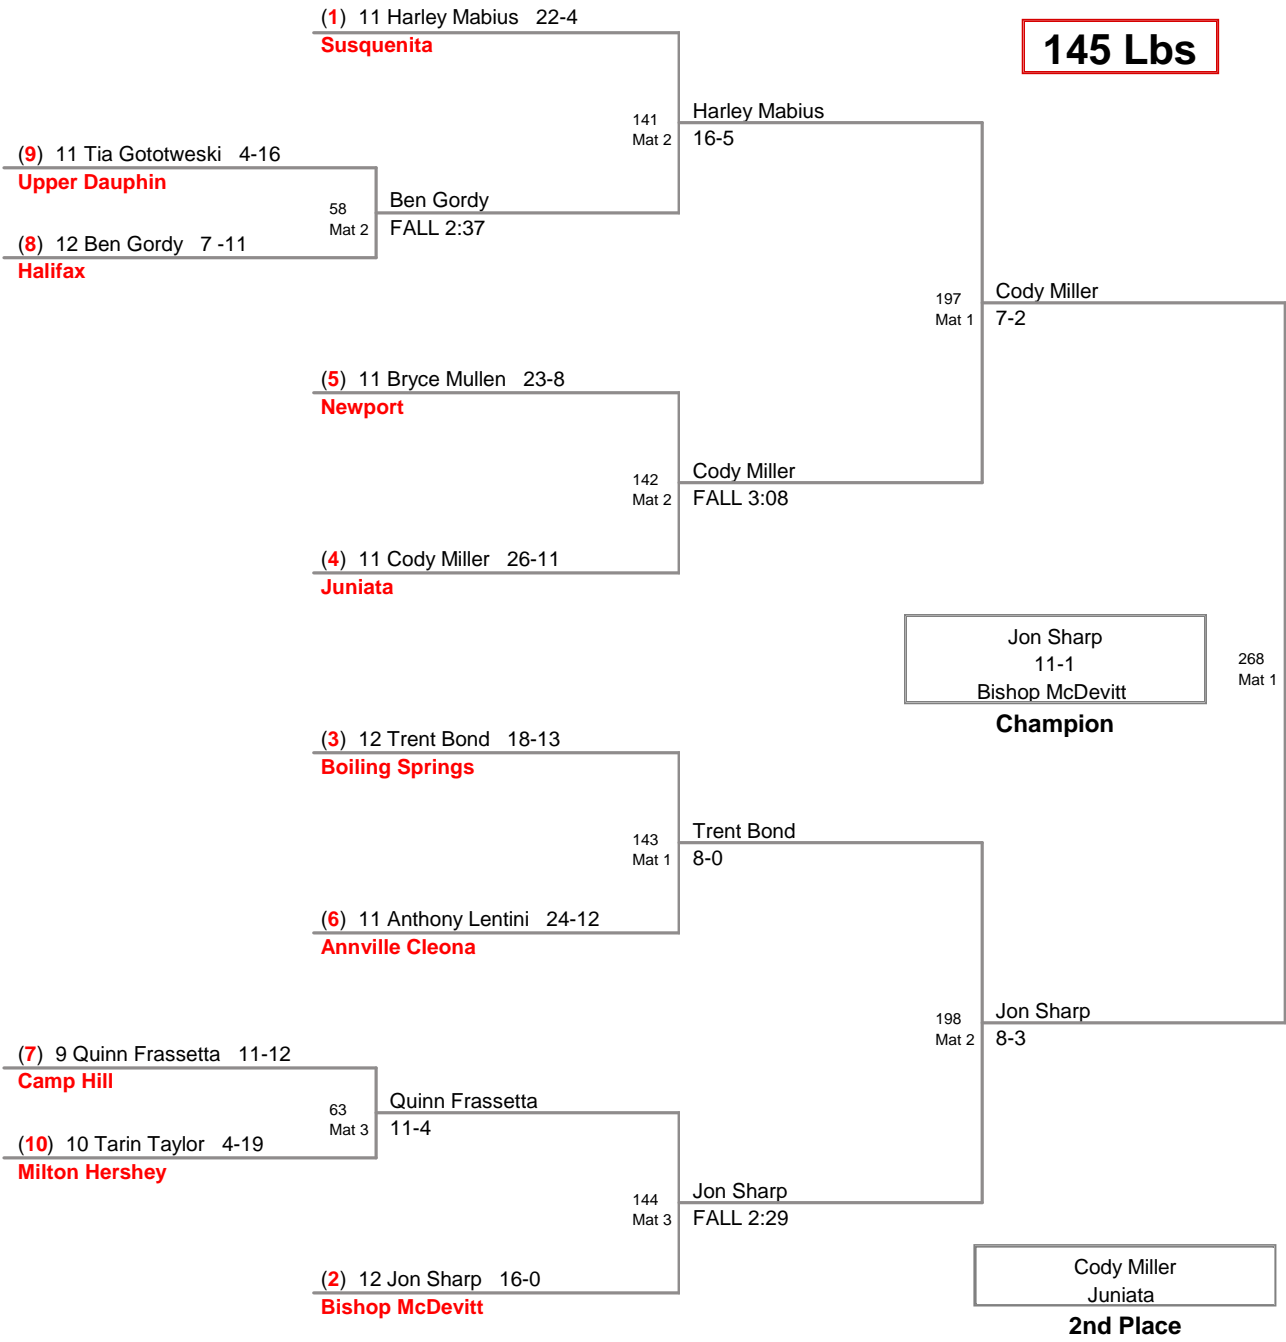 (1) 11 Harley Mabius 22-4
Susquenita
145 Lbs
141
Mat 2
Harley Mabius
16-5
(9) 11 Tia Gototweski 4-16
Upper Dauphin
58
Mat 2
Ben Gordy
FALL 2:37
(8) 12 Ben Gordy 7 -11
Halifax
197
Mat 1
Cody Miller
7-2
(5) 11 Bryce Mullen 23-8
Newport
142
Mat 2
Cody Miller
FALL 3:08
(4) 11 Cody Miller 26-11
Juniata
Jon Sharp
11-1
Bishop McDevitt
Champion
268
Mat 1
(3) 12 Trent Bond 18-13
Boiling Springs
143
Mat 1
Trent Bond
8-0
(6) 11 Anthony Lentini 24-12
Annville Cleona
198
Mat 2
Jon Sharp
8-3
(7) 9 Quinn Frassetta 11-12
Camp Hill
63
Mat 3
Quinn Frassetta
11-4
(10) 10 Tarin Taylor 4-19
Milton Hershey
144
Mat 3
Jon Sharp
FALL 2:29
(2) 12 Jon Sharp 16-0
Bishop McDevitt
Cody Miller
Juniata
2nd Place